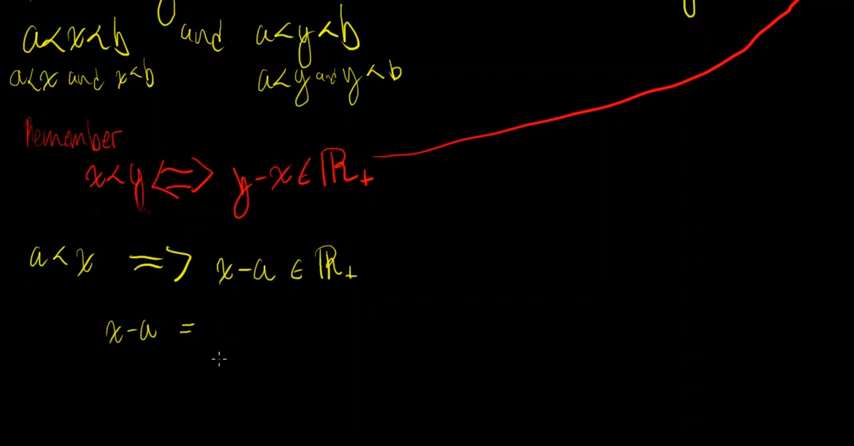 a<x<b and a<y<b
a<x and x<b a<y and y<b
Remember
x<y <=> y-x ∈ ℝ+
a<x => x-a ∈ ℝ+
x-a =